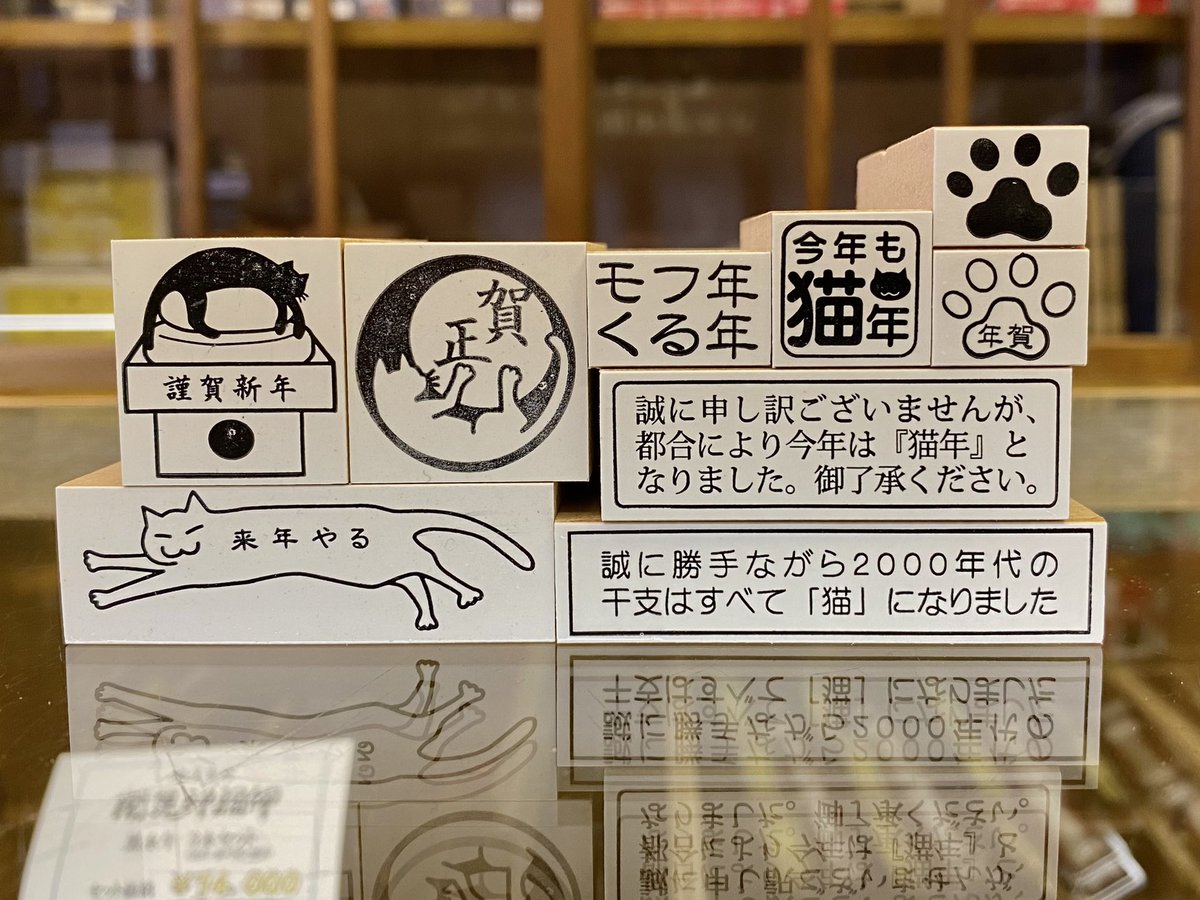 謹賀新年
賀
正
モフ年
くる年
今年も
猫年
年賀
誠に申し訳ございませんが、
都合により今年は『猫年』と
なりました。御了承ください。
来年やる
誠に勝手ながら2000年代の
干支はすべて「猫」になりました